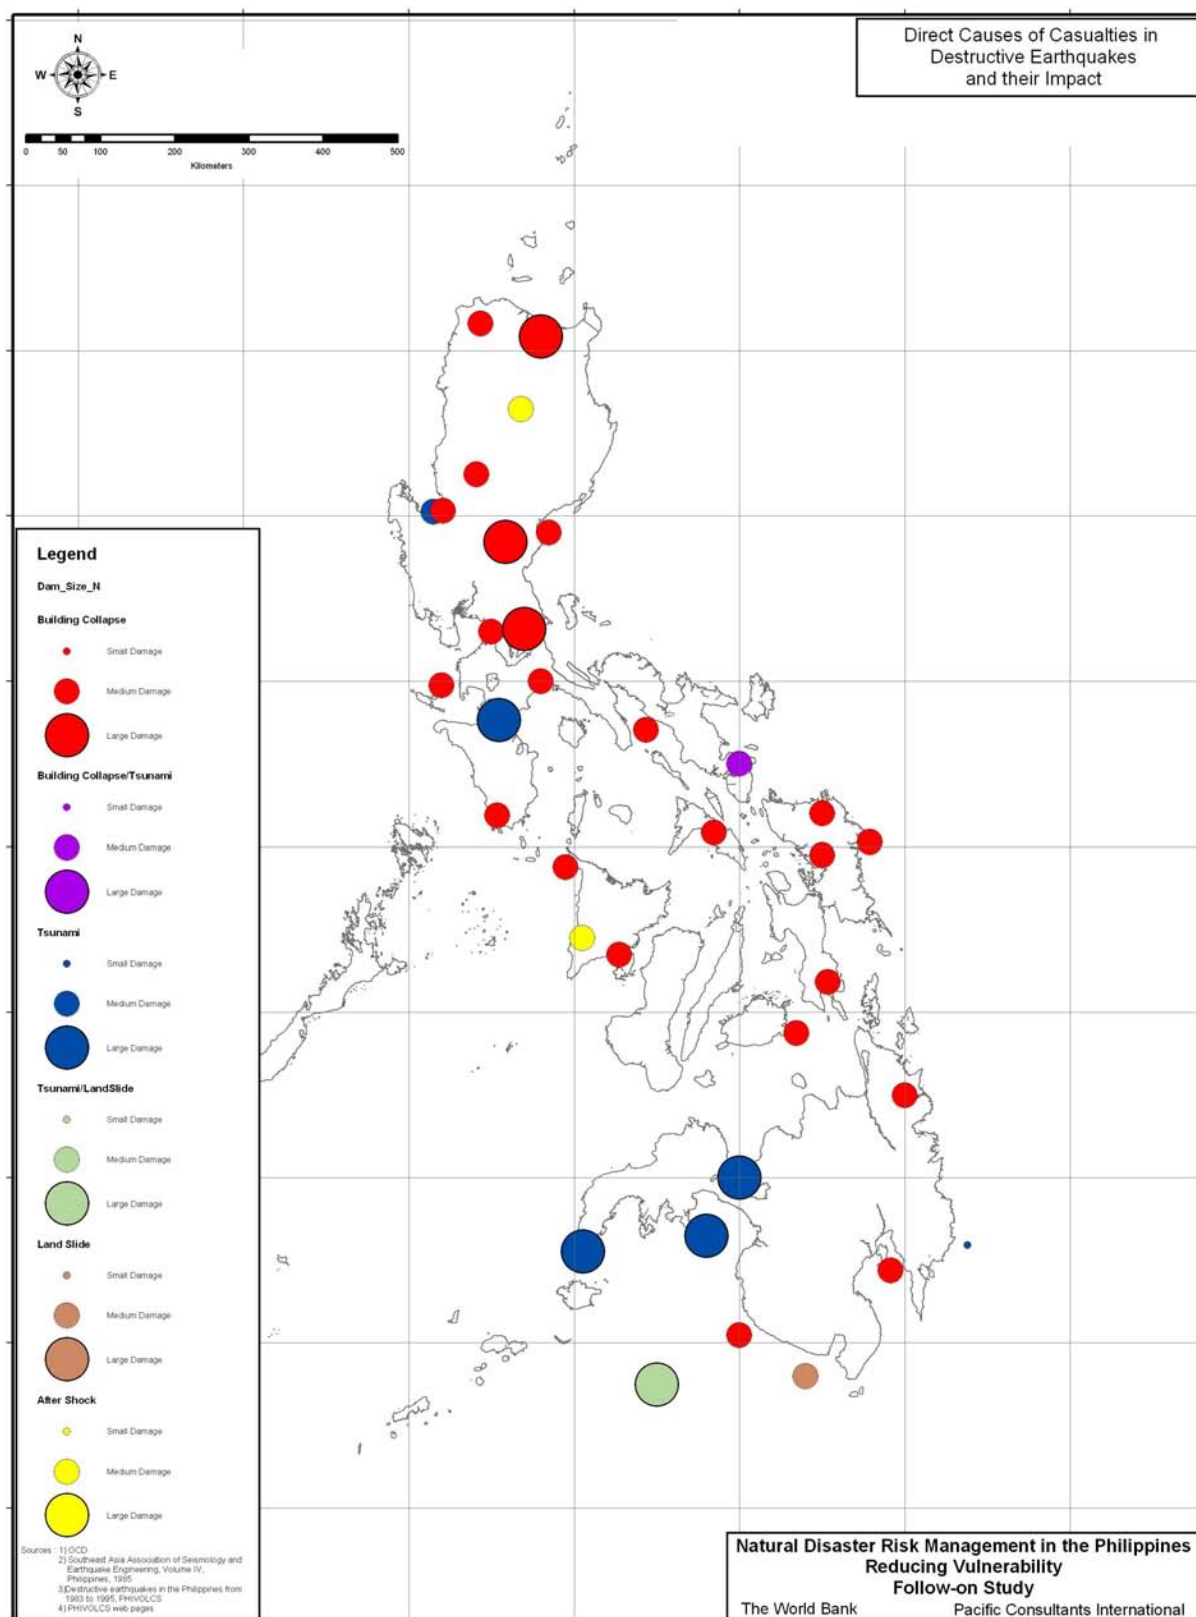 Direct Causes of Casualties in
Destructive Earthquakes
and their Impact
N
W E
S
0 50 100 200 300 400 500
Kilometers
Legend
Dam_Size_N
Building Collapse
Small Damage
Medium Damage
Large Damage
Building Collapse/Tsunami
Small Damage
Medium Damage
Large Damage
Tsunami
Small Damage
Medium Damage
Large Damage
Tsunami/LandSlide
Small Damage
Medium Damage
Large Damage
Land Slide
Small Damage
Medium Damage
Large Damage
After Shock
Small Damage
Medium Damage
Large Damage
Sources : 1) OCD
2) Southeast Asia Association of Seismology and
Earthquake Engineering, Volume IV,
Philippines, 1985
3)Destructive earthquakes in the Philippines from
1983 to 1995, PHIVOLCS
4) PHIVOLCS web pages
Natural Disaster Risk Management in the Philippines
Reducing Vulnerability
Follow-on Study
The World Bank Pacific Consultants International